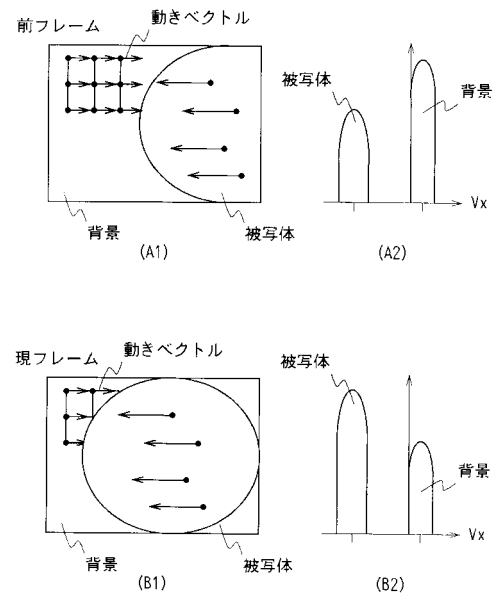 前フレーム
動きベクトル
背景
被写体
(A1)
被写体
背景
Vx
(A2)
現フレーム
動きベクトル
背景
被写体
(B1)
被写体
背景
Vx
(B2)